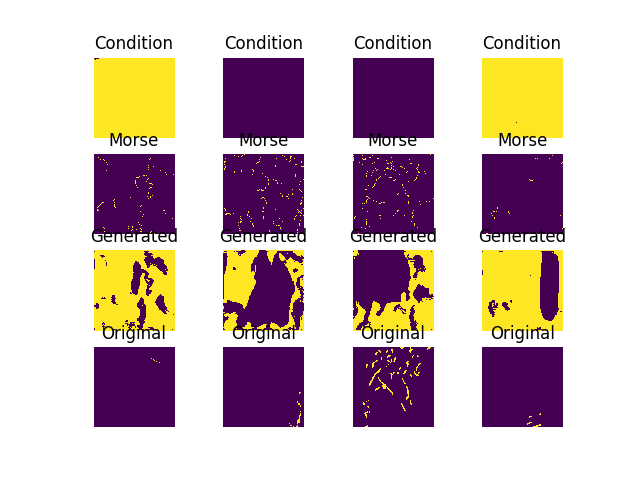 Condition Condition Condition Condition
Morse Morse Morse Morse
Generated Generated Generated Generated
Original Original Original Original